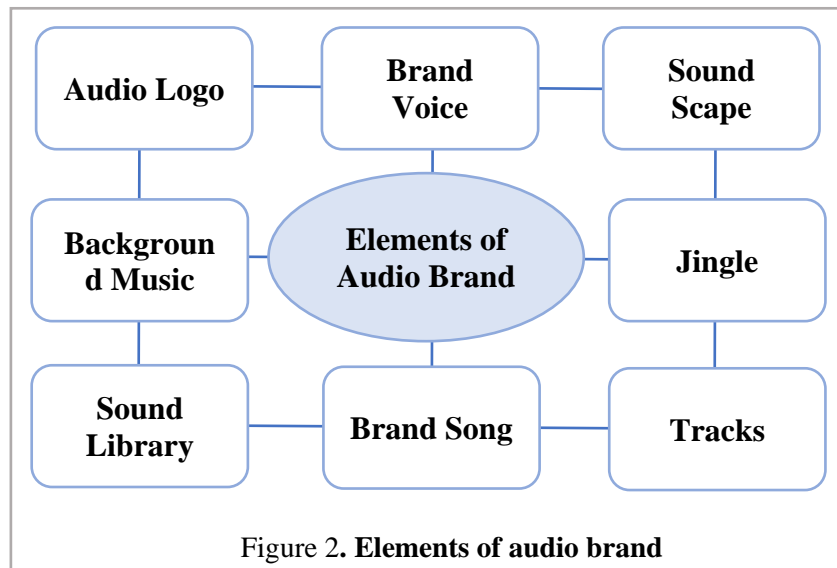 Audio Logo
Brand
Voice
Sound
Scape
Backgroun
d Music
Elements of
Audio Brand
Jingle
Sound
Library
Brand Song
Tracks
Figure 2. Elements of audio brand